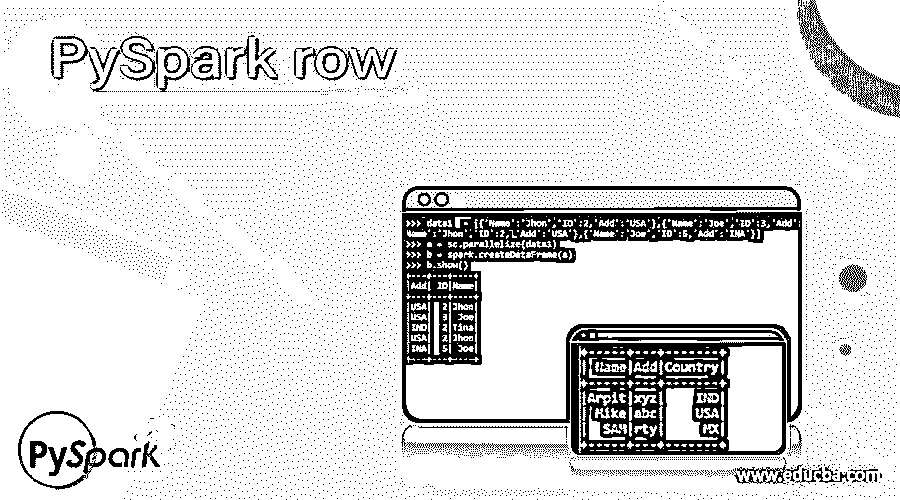 PySpark row
>>> data1 = [{'Name':'Jhon','ID':2,'Add':'USA'},{'Name':'Joe','ID':3,'Add':
Name':'Jhon','ID':2,'Add':'USA'},{'Name':'Joe','ID':5,'Add':'INA'}]
>>> a = sc.parallelize(data1)
>>> b = spark.createDataFrame(a)
>>> b.show()
|Add| ID|Name|
|USA| 2|Jhon|
|USA| 3| Joe|
|IND| 2|Tina|
|USA| 2|Jhon|
|INA| 5| Joe|
| Name|Add|Country|
|Arpit|xyz| IND|
| Mike|abc| USA|
| SAM|rty| MX|
PySpark
www.educba.com